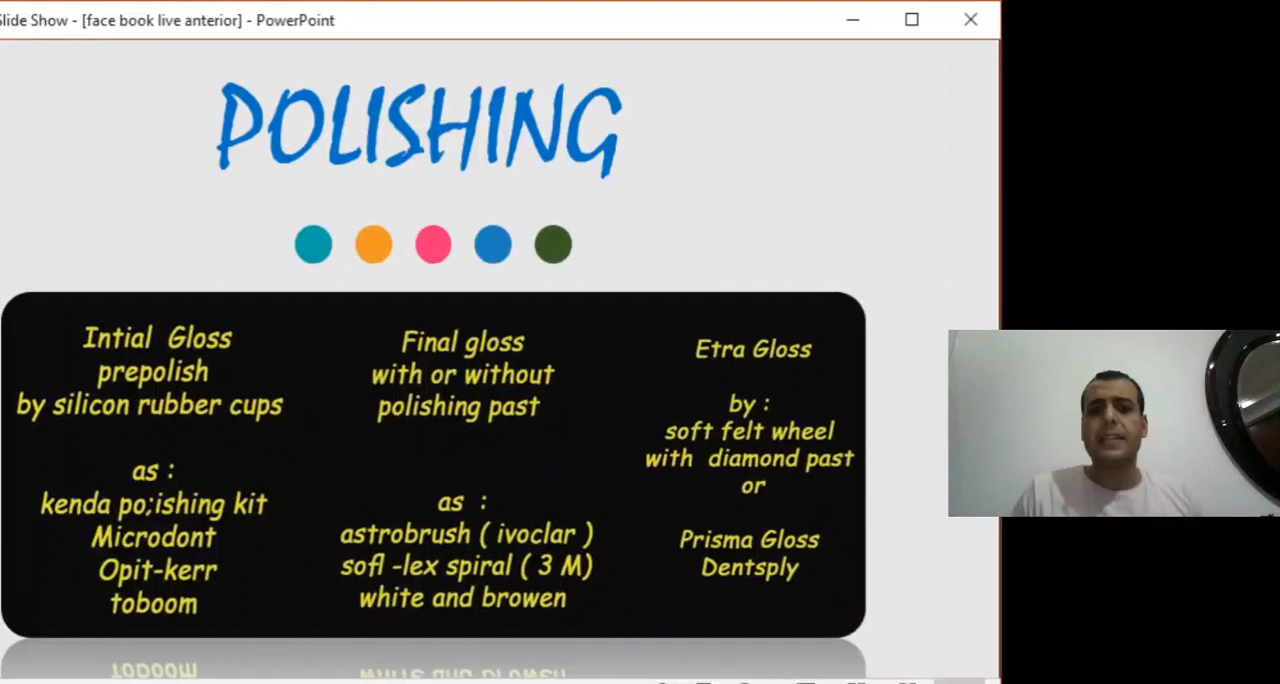 Slide Show - [face book live anterior] - PowerPoint
POLISHING
Intial Gloss
prepolish
by silicon rubber cups
as :
kenda po;ishing kit
Microdont
Opit-kerr
toboom
Final gloss
with or without
polishing past
as :
astrobrush ( ivoclar )
sofl -lex spiral ( 3 M)
white and browen
Etra Gloss
by :
soft felt wheel
with diamond past
or
Prisma Gloss
Dentsply